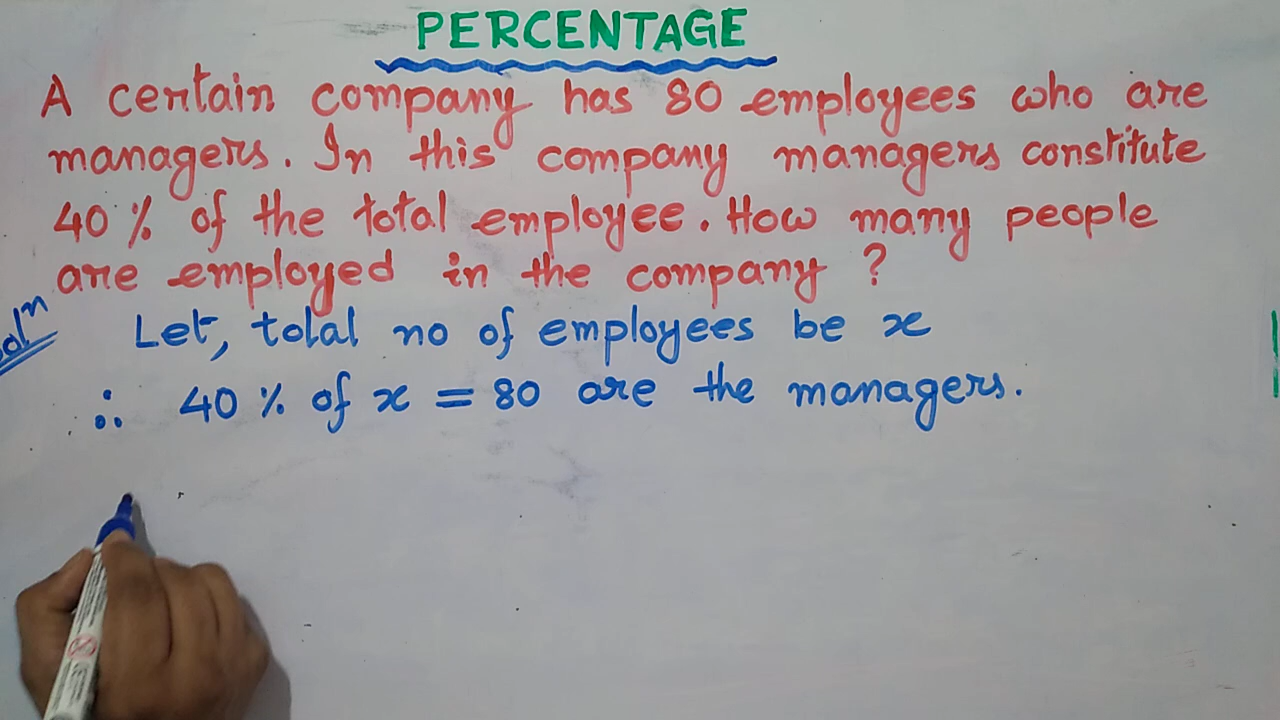 PERCENTAGE
A certain company has 80 employees who are
managers. In this company managers constitute
40% of the total employee. How many people
are employed in the company ?
Solⁿ Let, total no of employees be x
∴ 40% of x = 80 are the managers.